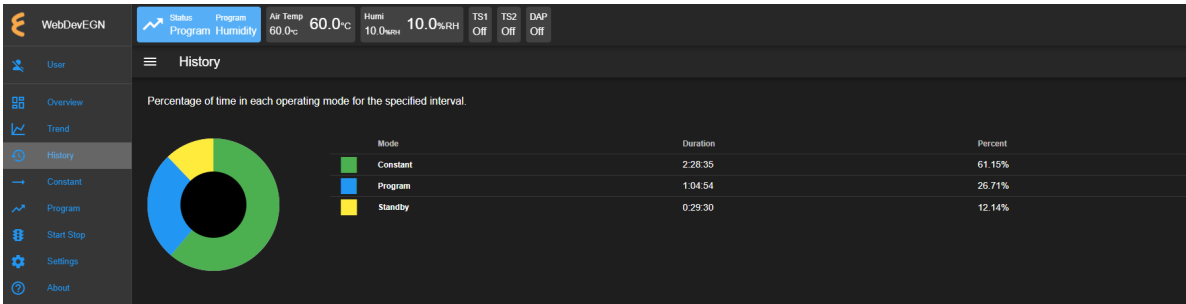 WebDevEGN
Status Program
Program Humidity
Air Temp
60.0°C 60.0°C
Humi
10.0%RH 10.0%RH
TS1 TS2 DAP
Off Off Off
User
History
Overview
Trend
History
Constant
Program
Start Stop
Settings
About
Percentage of time in each operating mode for the specified interval.
Mode Duration Percent
Constant 2:28:35 61.15%
Program 1:04:54 26.71%
Standby 0:29:30 12.14%